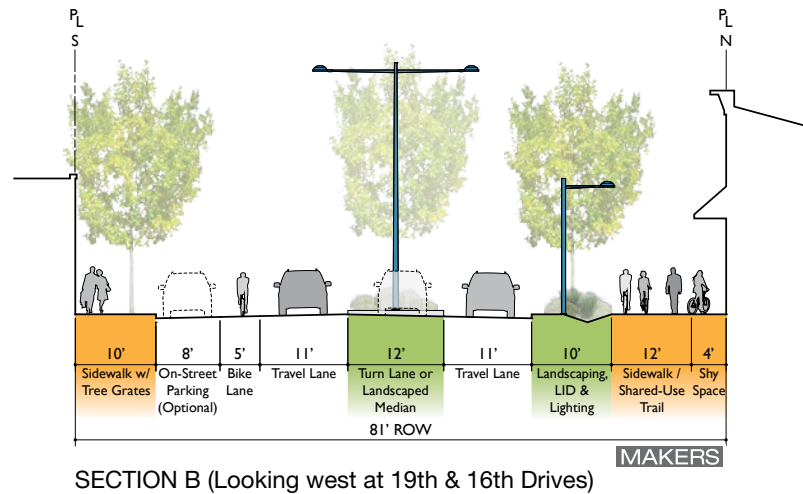 PL
S
PL
N
10'
Sidewalk w/
Tree Grates
8'
On-Street
Parking
(Optional)
5'
Bike
Lane
11'
Travel Lane
12'
Turn Lane or
Landscaped
Median
11'
Travel Lane
10'
Landscaping,
LID &
Lighting
12'
Sidewalk /
Shared-Use
Trail
4'
Shy
Space
81' ROW
MAKERS
SECTION B (Looking west at 19th & 16th Drives)